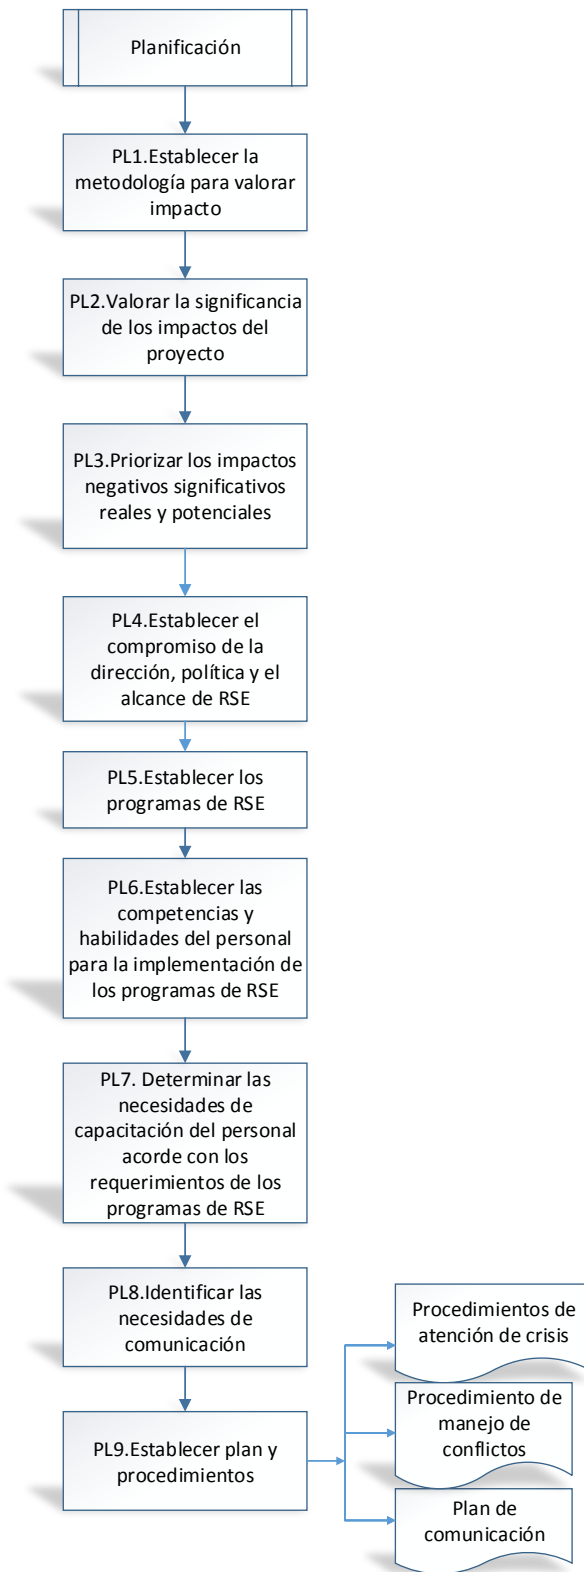 Planificación
PL1.Establecer la
metodología para valorar
impacto
PL2.Valorar la significancia
de los impactos del
proyecto
PL3.Priorizar los impactos
negativos significativos
reales y potenciales
PL4.Establecer el
compromiso de la
dirección, política y el
alcance de RSE
PL5.Establecer los
programas de RSE
PL6.Establecer las
competencias y
habilidades del personal
para la implementación de
los programas de RSE
PL7. Determinar las
necesidades de
capacitación del personal
acorde con los
requerimientos de los
programas de RSE
PL8.Identificar las
necesidades de
comunicación
PL9.Establecer plan y
procedimientos
Procedimientos de
atención de crisis
Procedimiento de
manejo de
conflictos
Plan de
comunicación